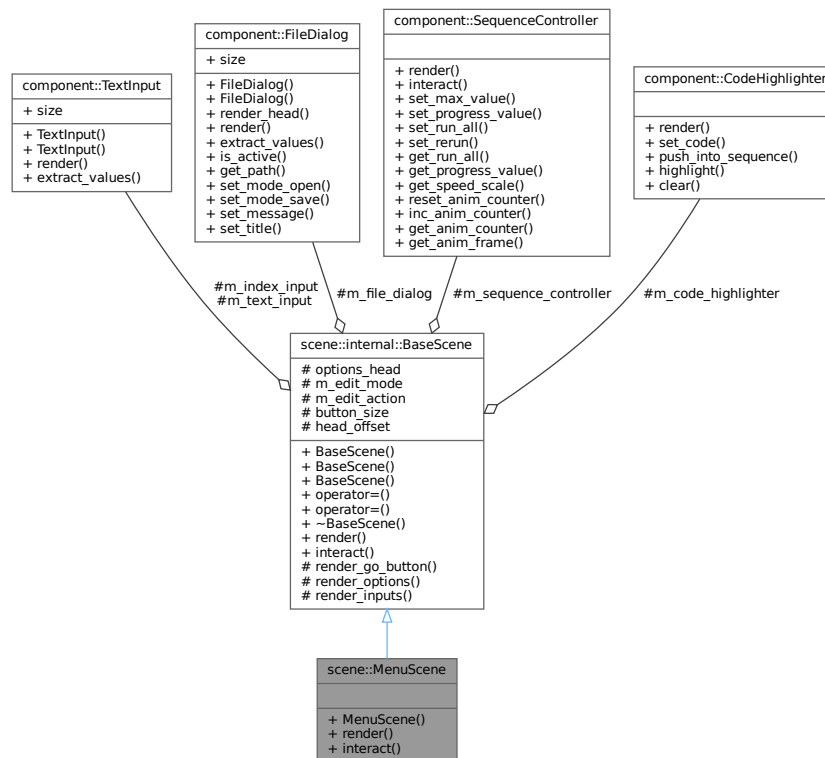 component::TextInput
+ size
+ TextInput()
+ TextInput()
+ render()
+ extract_values()
component::FileDialog
+ size
+ FileDialog()
+ FileDialog()
+ render_head()
+ render()
+ extract_values()
+ is_active()
+ get_path()
+ set_mode_open()
+ set_mode_save()
+ set_message()
+ set_title()
component::SequenceController
+ render()
+ interact()
+ set_max_value()
+ set_progress_value()
+ set_run_all()
+ set_rerun()
+ get_run_all()
+ get_progress_value()
+ get_speed_scale()
+ reset_anim_counter()
+ inc_anim_counter()
+ get_anim_counter()
+ get_anim_frame()
component::CodeHighlighter
+ render()
+ set_code()
+ push_into_sequence()
+ highlight()
+ clear()
#m_index_input
#m_text_input
#m_file_dialog
#m_sequence_controller
#m_code_highlighter
scene::internal::BaseScene
# options_head
# m_edit_mode
# m_edit_action
# button_size
# head_offset
+ BaseScene()
+ BaseScene()
+ BaseScene()
+ operator=()
+ operator=()
+ ~BaseScene()
+ render()
+ interact()
# render_go_button()
# render_options()
# render_inputs()
scene::MenuScene
+ MenuScene()
+ render()
+ interact()